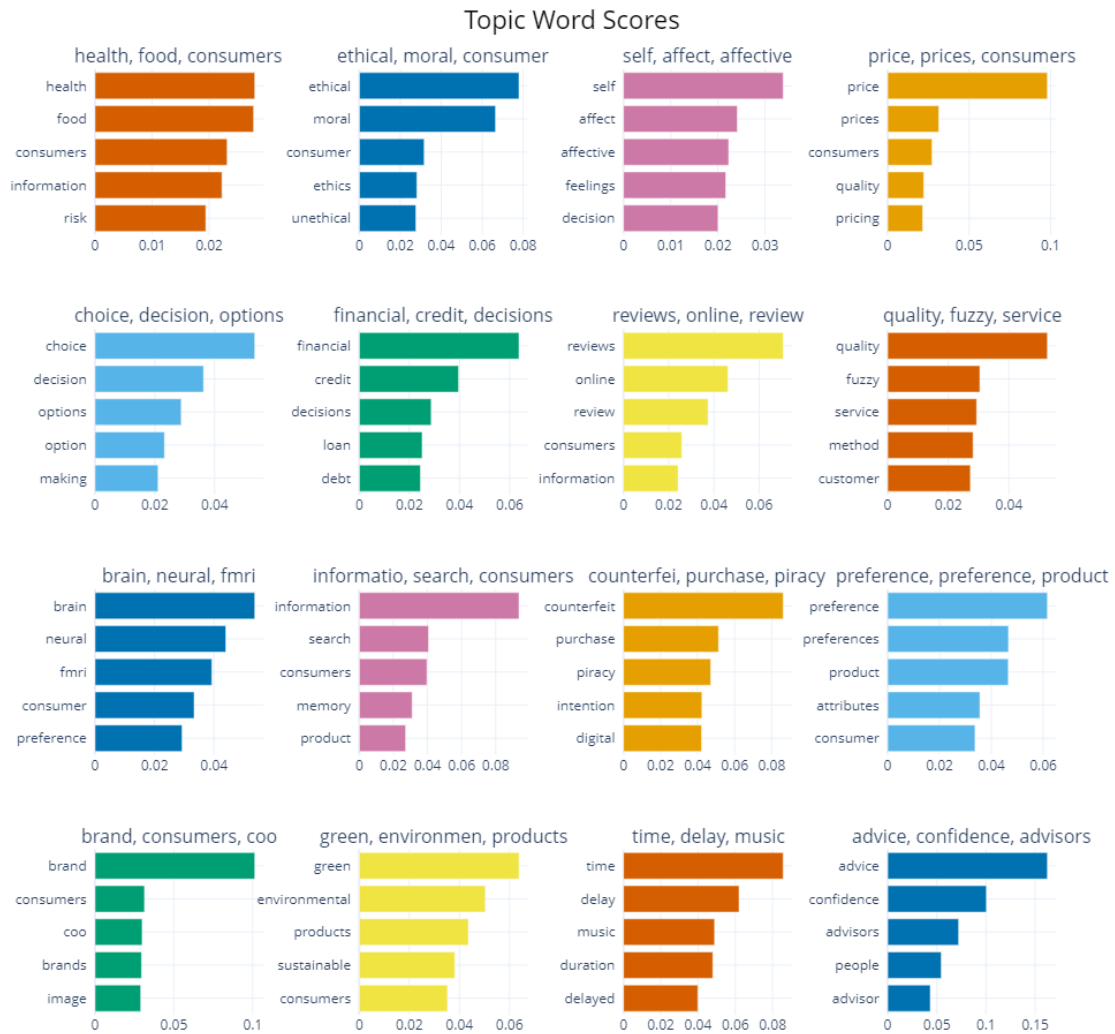 Topic Word Scores
health, food, consumers
health
food
consumers
information
risk
0 0.01 0.02
ethical, moral, consumer
ethical
moral
consumer
ethics
unethical
0 0.02 0.04 0.06 0.08
self, affect, affective
self
affect
affective
feelings
decision
0 0.01 0.02 0.03
price, prices, consumers
price
prices
consumers
quality
pricing
0 0.05 0.1
choice, decision, options
choice
decision
options
option
making
0 0.02 0.04
financial, credit, decisions
financial
credit
decisions
loan
debt
0 0.02 0.04 0.06
reviews, online, review
reviews
online
review
consumers
information
0 0.02 0.04 0.06
quality, fuzzy, service
quality
fuzzy
service
method
customer
0 0.02 0.04
brain, neural, fmri
brain
neural
fmri
consumer
preference
0 0.02 0.04
informatio, search, consumers
information
search
consumers
memory
product
0 0.02 0.04 0.06 0.08
counterfei, purchase, piracy
counterfeit
purchase
piracy
intention
digital
0 0.02 0.04 0.06 0.08
preference, preference, product
preference
preferences
product
attributes
consumer
0 0.02 0.04 0.06
brand, consumers, coo
brand
consumers
coo
brands
image
0 0.05 0.1
green, environmen, products
green
environmental
products
sustainable
consumers
0 0.02 0.04 0.06
time, delay, music
time
delay
music
duration
delayed
0 0.02 0.04 0.06 0.08
advice, confidence, advisors
advice
confidence
advisors
people
advisor
0 0.05 0.1 0.15